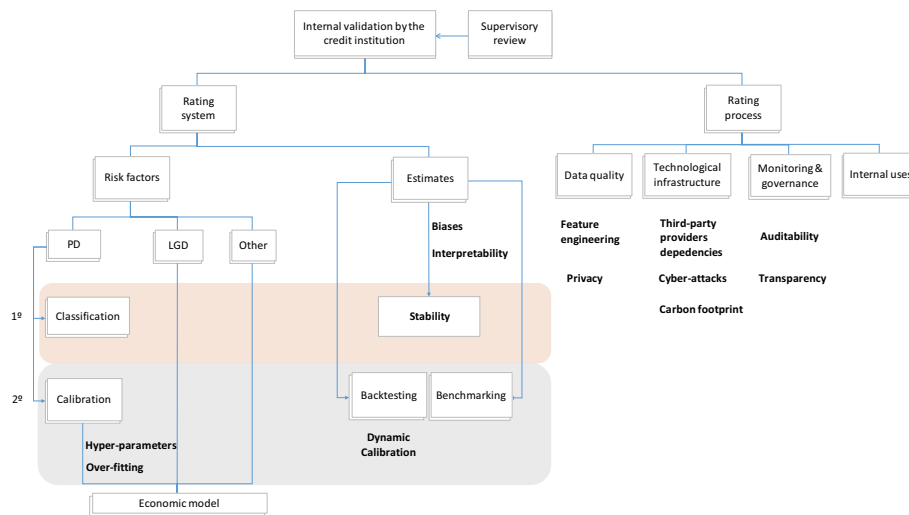 Internal validation by the
credit institution
Supervisory
review
Rating
system
Rating
process
Risk factors
Estimates
Data quality
Technological
infrastructure
Monitoring &
governance
Internal uses
PD
LGD
Other
Biases
Interpretability
Feature
engineering
Privacy
Third-party
providers
depedencies
Cyber-attacks
Carbon footprint
Auditability
Transparency
1º
Classification
Stability
2º
Calibration
Backtesting
Benchmarking
Hyper-parameters
Over-fitting
Dynamic
Calibration
Economic model